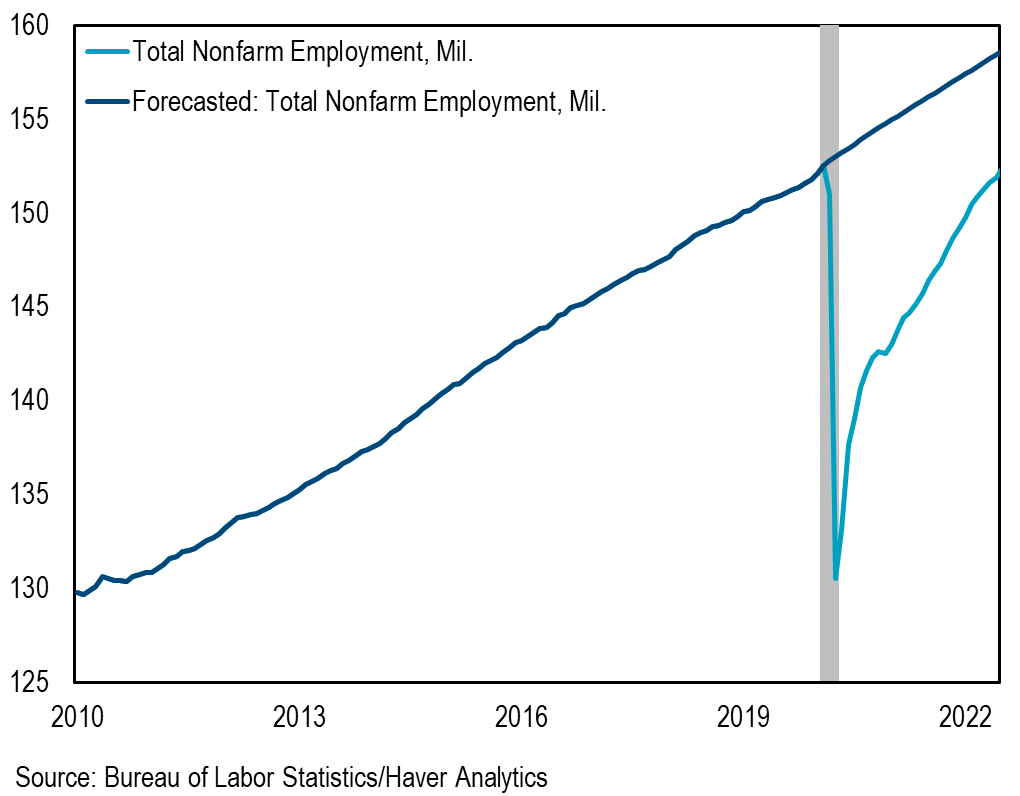 160
155
150
145
140
135
130
125
Total Nonfarm Employment, Mil.
Forecasted: Total Nonfarm Employment, Mil.
2010 2013 2016 2019 2022
Source: Bureau of Labor Statistics/Haver Analytics